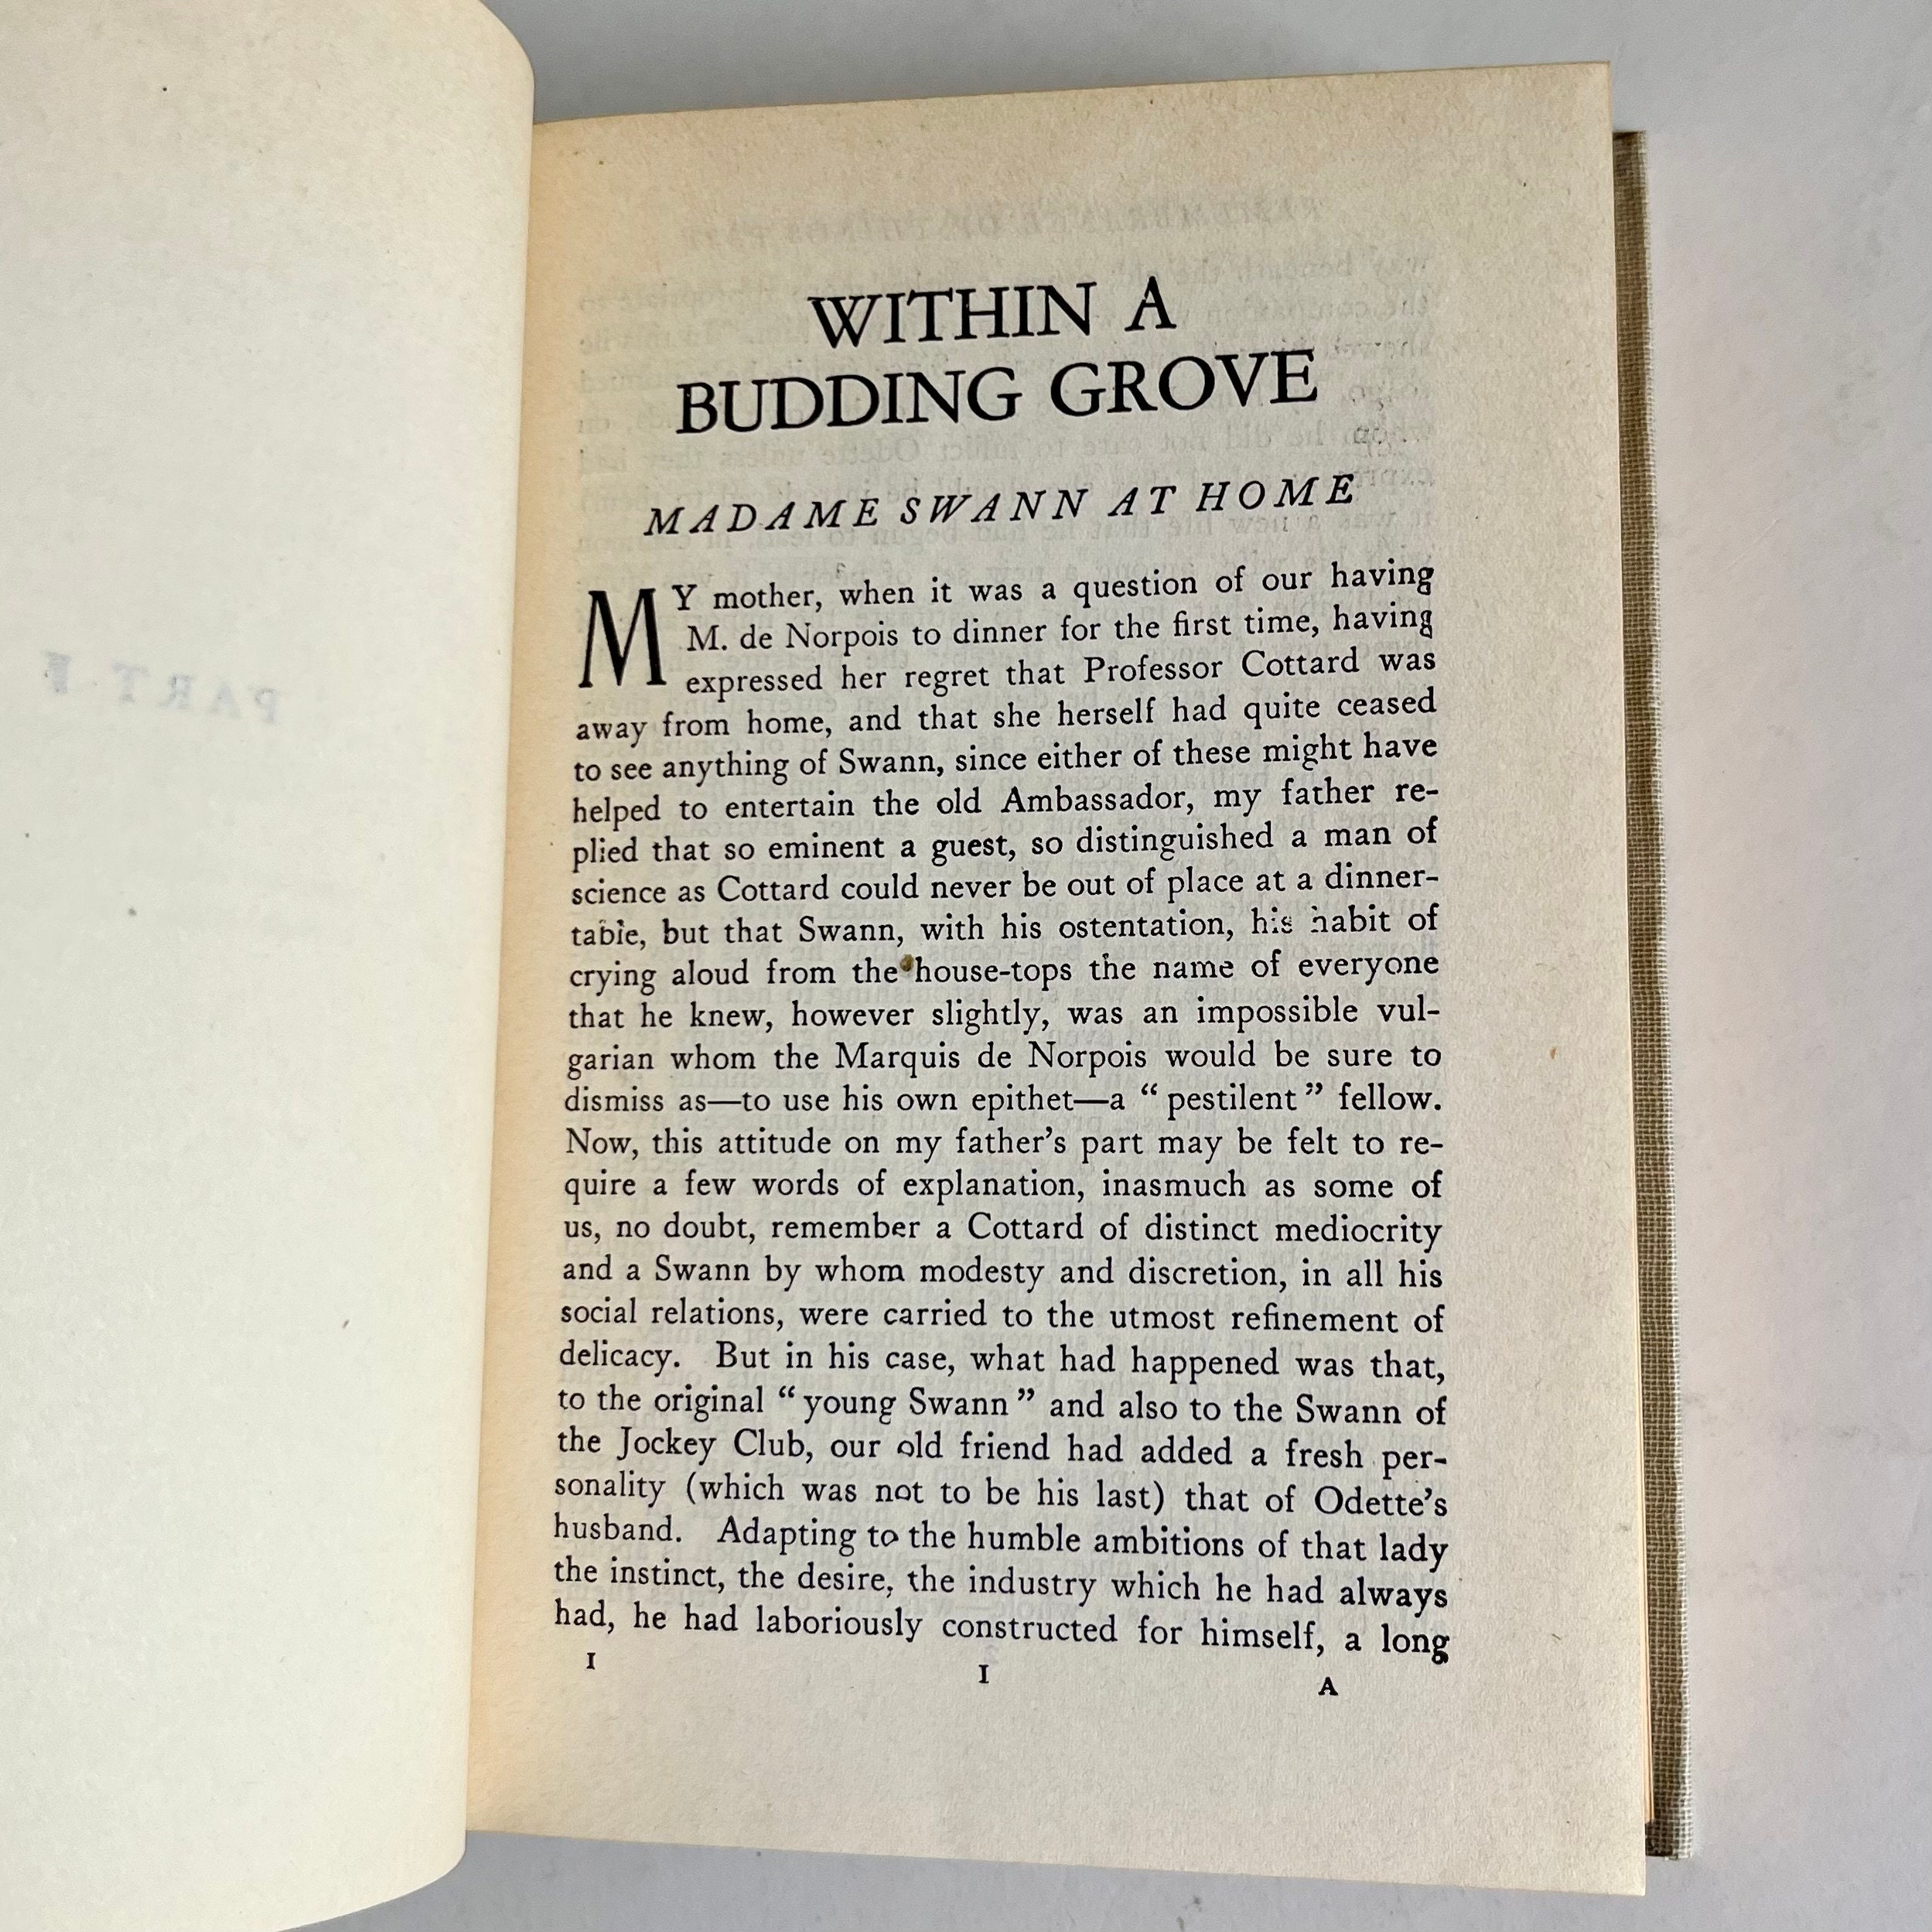 WITHIN A
BUDDING GROVE
MADAME SWANN AT HOME
MY mother, when it was a question of our having
M. de Norpois to dinner for the first time, having
expressed her regret that Professor Cottard was
away from home, and that she herself had quite ceased
to see anything of Swann, since either of these might have
helped to entertain the old Ambassador, my father re-
plied that so eminent a guest, so distinguished a man of
science as Cottard could never be out of place at a dinner-
table, but that Swann, with his ostentation, his habit of
crying aloud from the house-tops the name of everyone
that he knew, however slightly, was an impossible vul-
garian whom the Marquis de Norpois would be sure to
dismiss as—to use his own epithet—a “pestilent” fellow.
Now, this attitude on my father’s part may be felt to re-
quire a few words of explanation, inasmuch as some of
us, no doubt, remember a Cottard of distinct mediocrity
and a Swann by whom modesty and discretion, in all his
social relations, were carried to the utmost refinement of
delicacy. But in his case, what had happened was that,
to the original “young Swann” and also to the Swann of
the Jockey Club, our old friend had added a fresh per-
sonality (which was not to be his last) that of Odette’s
husband. Adapting to the humble ambitions of that lady
the instinct, the desire, the industry which he had always
had, he had laboriously constructed for himself, a long
I I A